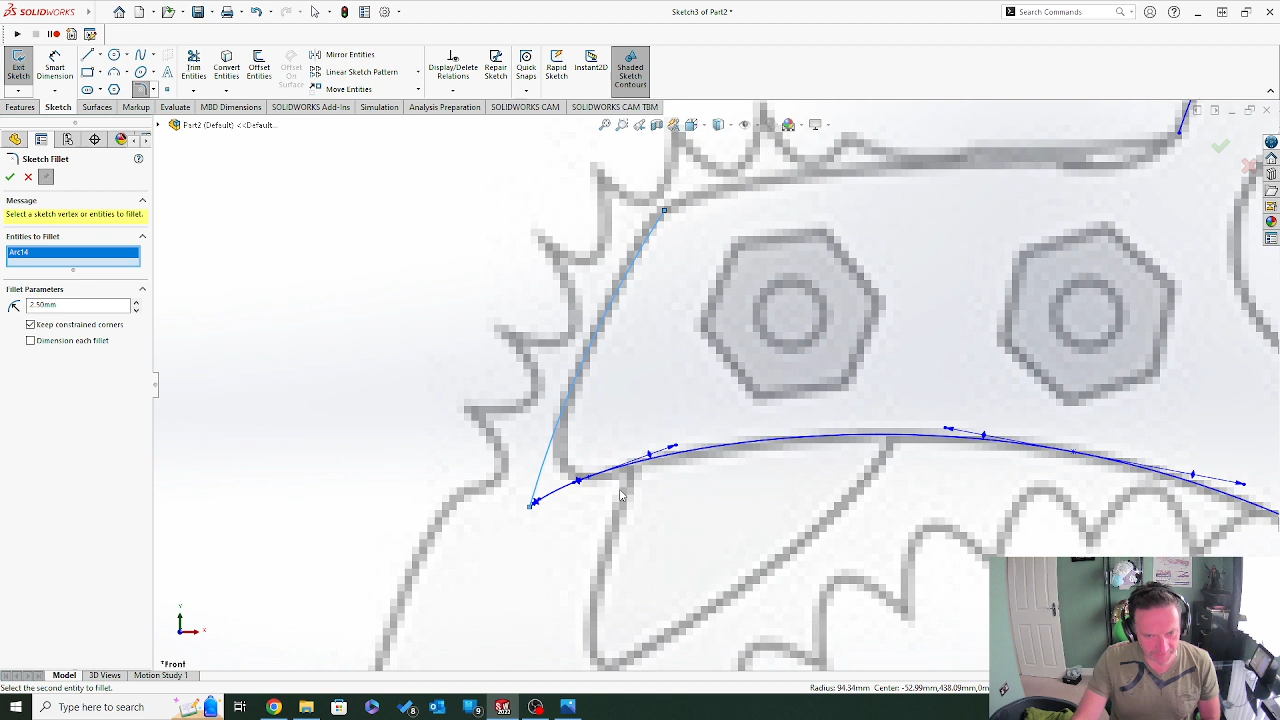 SOLIDWORKS
Sketch3 of Part2 *
Search Commands
Exit Sketch
Smart Dimension
Trim Entities
Convert Entities
Offset Entities
Offset On Surface
Mirror Entities
Linear Sketch Pattern
Move Entities
Display/Delete Relations
Repair Sketch
Quick Snaps
Rapid Sketch
Instant2D
Shaded Sketch Contours
Features
Sketch
Surfaces
Markup
Evaluate
MBD Dimensions
SOLIDWORKS Add-Ins
Simulation
Analysis Preparation
SOLIDWORKS CAM
SOLIDWORKS CAM TBM
Part2 (Default) <<Default...
Sketch Fillet
Message
Select a sketch vertex or entities to fillet.
Entities to Fillet
Arc14
Fillet Parameters
2.50mm
Keep constrained corners
Dimension each fillet
Y
X
*Front
Model
3D Views
Motion Study 1
Select the second entity to fillet.
Radius: 94.34mm Center: -52.99mm,438.09mm,0m
Type here to search